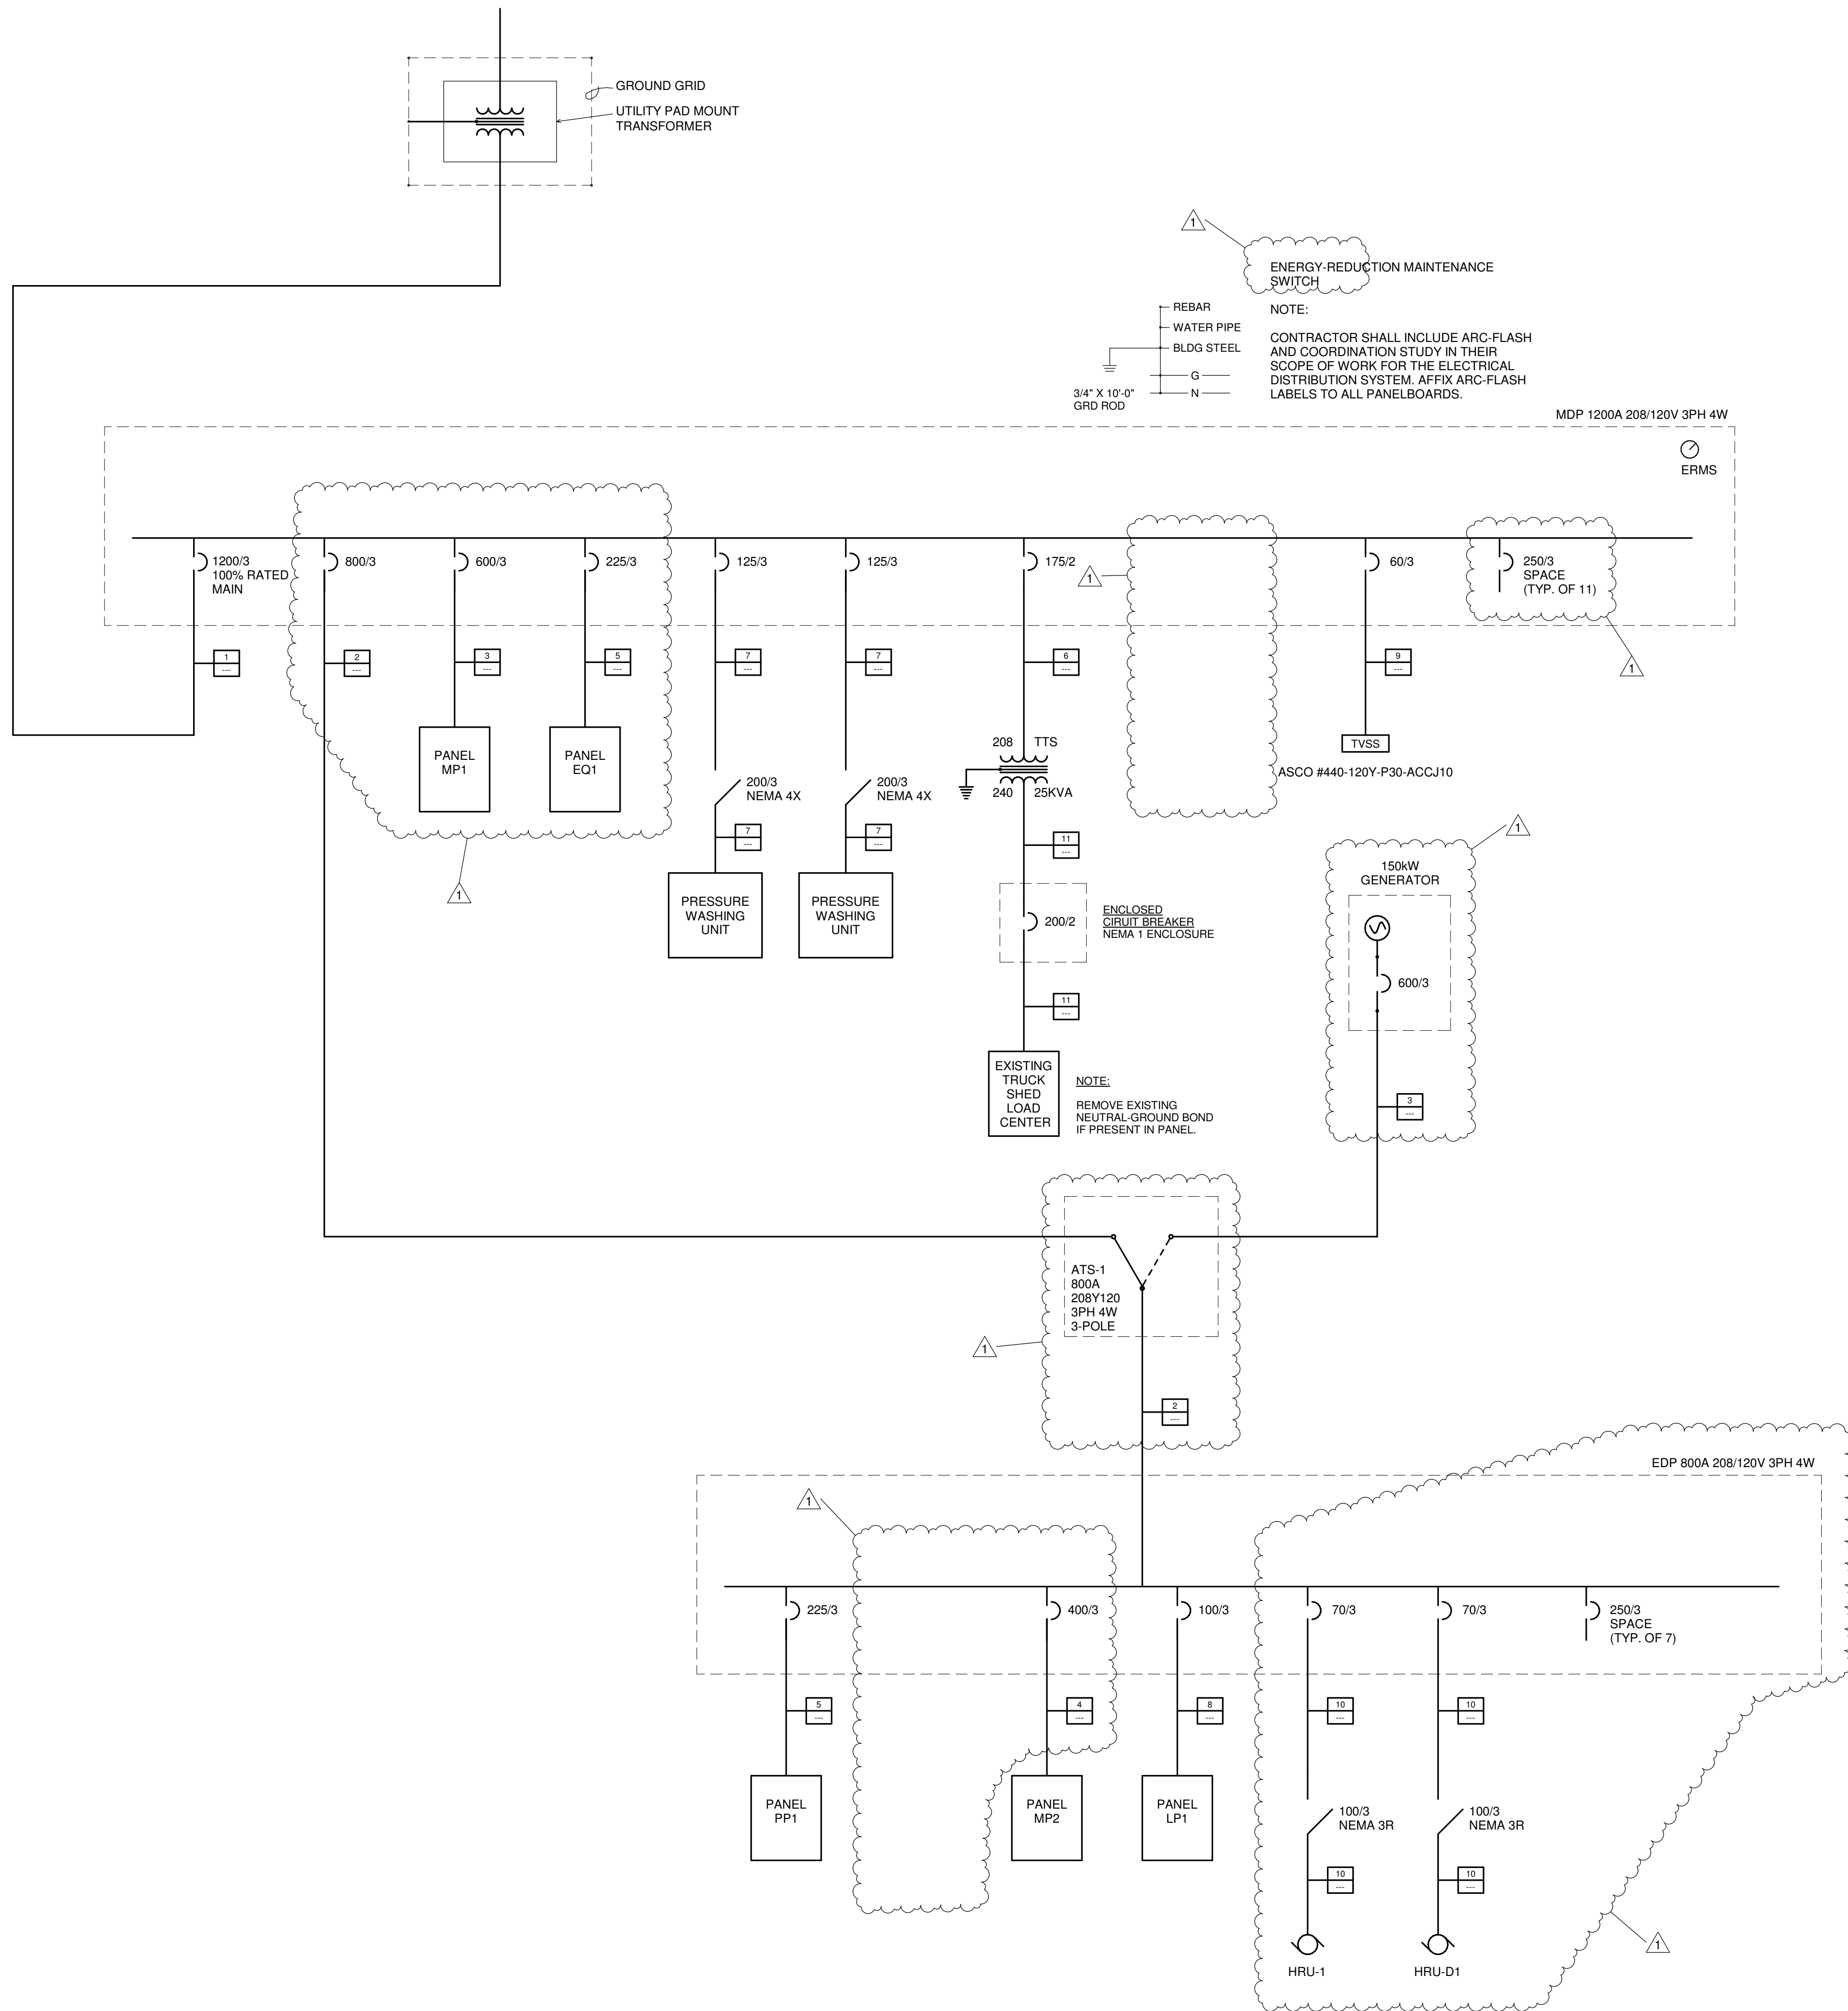 GROUND GRID
UTILITY PAD MOUNT
TRANSFORMER
1
ENERGY-REDUCTION MAINTENANCE
SWITCH
REBAR
WATER PIPE
BLDG STEEL
G
N
3/4" X 10'-0"
GRD ROD
NOTE:
CONTRACTOR SHALL INCLUDE ARC-FLASH
AND COORDINATION STUDY IN THEIR
SCOPE OF WORK FOR THE ELECTRICAL
DISTRIBUTION SYSTEM. AFFIX ARC-FLASH
LABELS TO ALL PANELBOARDS.
MDP 1200A 208/120V 3PH 4W
ERMS
1200/3
100% RATED
MAIN
800/3
600/3
225/3
125/3
125/3
175/2
1
60/3
250/3
SPACE
(TYP. OF 11)
1
---
2
---
3
---
5
---
7
---
7
---
6
---
9
---
1
PANEL
MP1
PANEL
EQ1
1
200/3
NEMA 4X
200/3
NEMA 4X
7
---
7
---
PRESSURE
WASHING
UNIT
PRESSURE
WASHING
UNIT
208 TTS
240 25KVA
11
---
200/2
ENCLOSED
CIRUIT BREAKER
NEMA 1 ENCLOSURE
11
---
EXISTING
TRUCK
SHED
LOAD
CENTER
NOTE:
REMOVE EXISTING
NEUTRAL-GROUND BOND
IF PRESENT IN PANEL.
TVSS
ASCO #440-120Y-P30-ACCJ10
1
150kW
GENERATOR
600/3
3
---
ATS-1
800A
208Y120
3PH 4W
3-POLE
1
2
---
EDP 800A 208/120V 3PH 4W
1
225/3
400/3
100/3
70/3
70/3
250/3
SPACE
(TYP. OF 7)
5
---
4
---
8
---
10
---
10
---
PANEL
PP1
PANEL
MP2
PANEL
LP1
100/3
NEMA 3R
100/3
NEMA 3R
10
---
10
---
HRU-1
HRU-D1
1